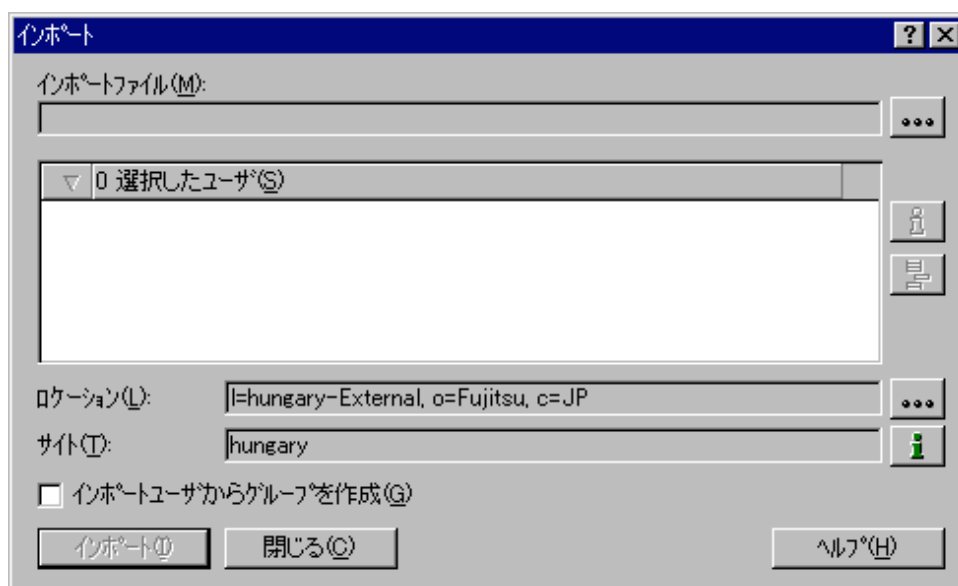 インポート
インポートファイル(M):
0 選択したユーザ(S)
ロケーション(L): l=hungary-External, o=Fujitsu, c=JP
サイト(T): hungary
インポートユーザからグループを作成(G)
インポート(I) 閉じる(C) ヘルプ(H)